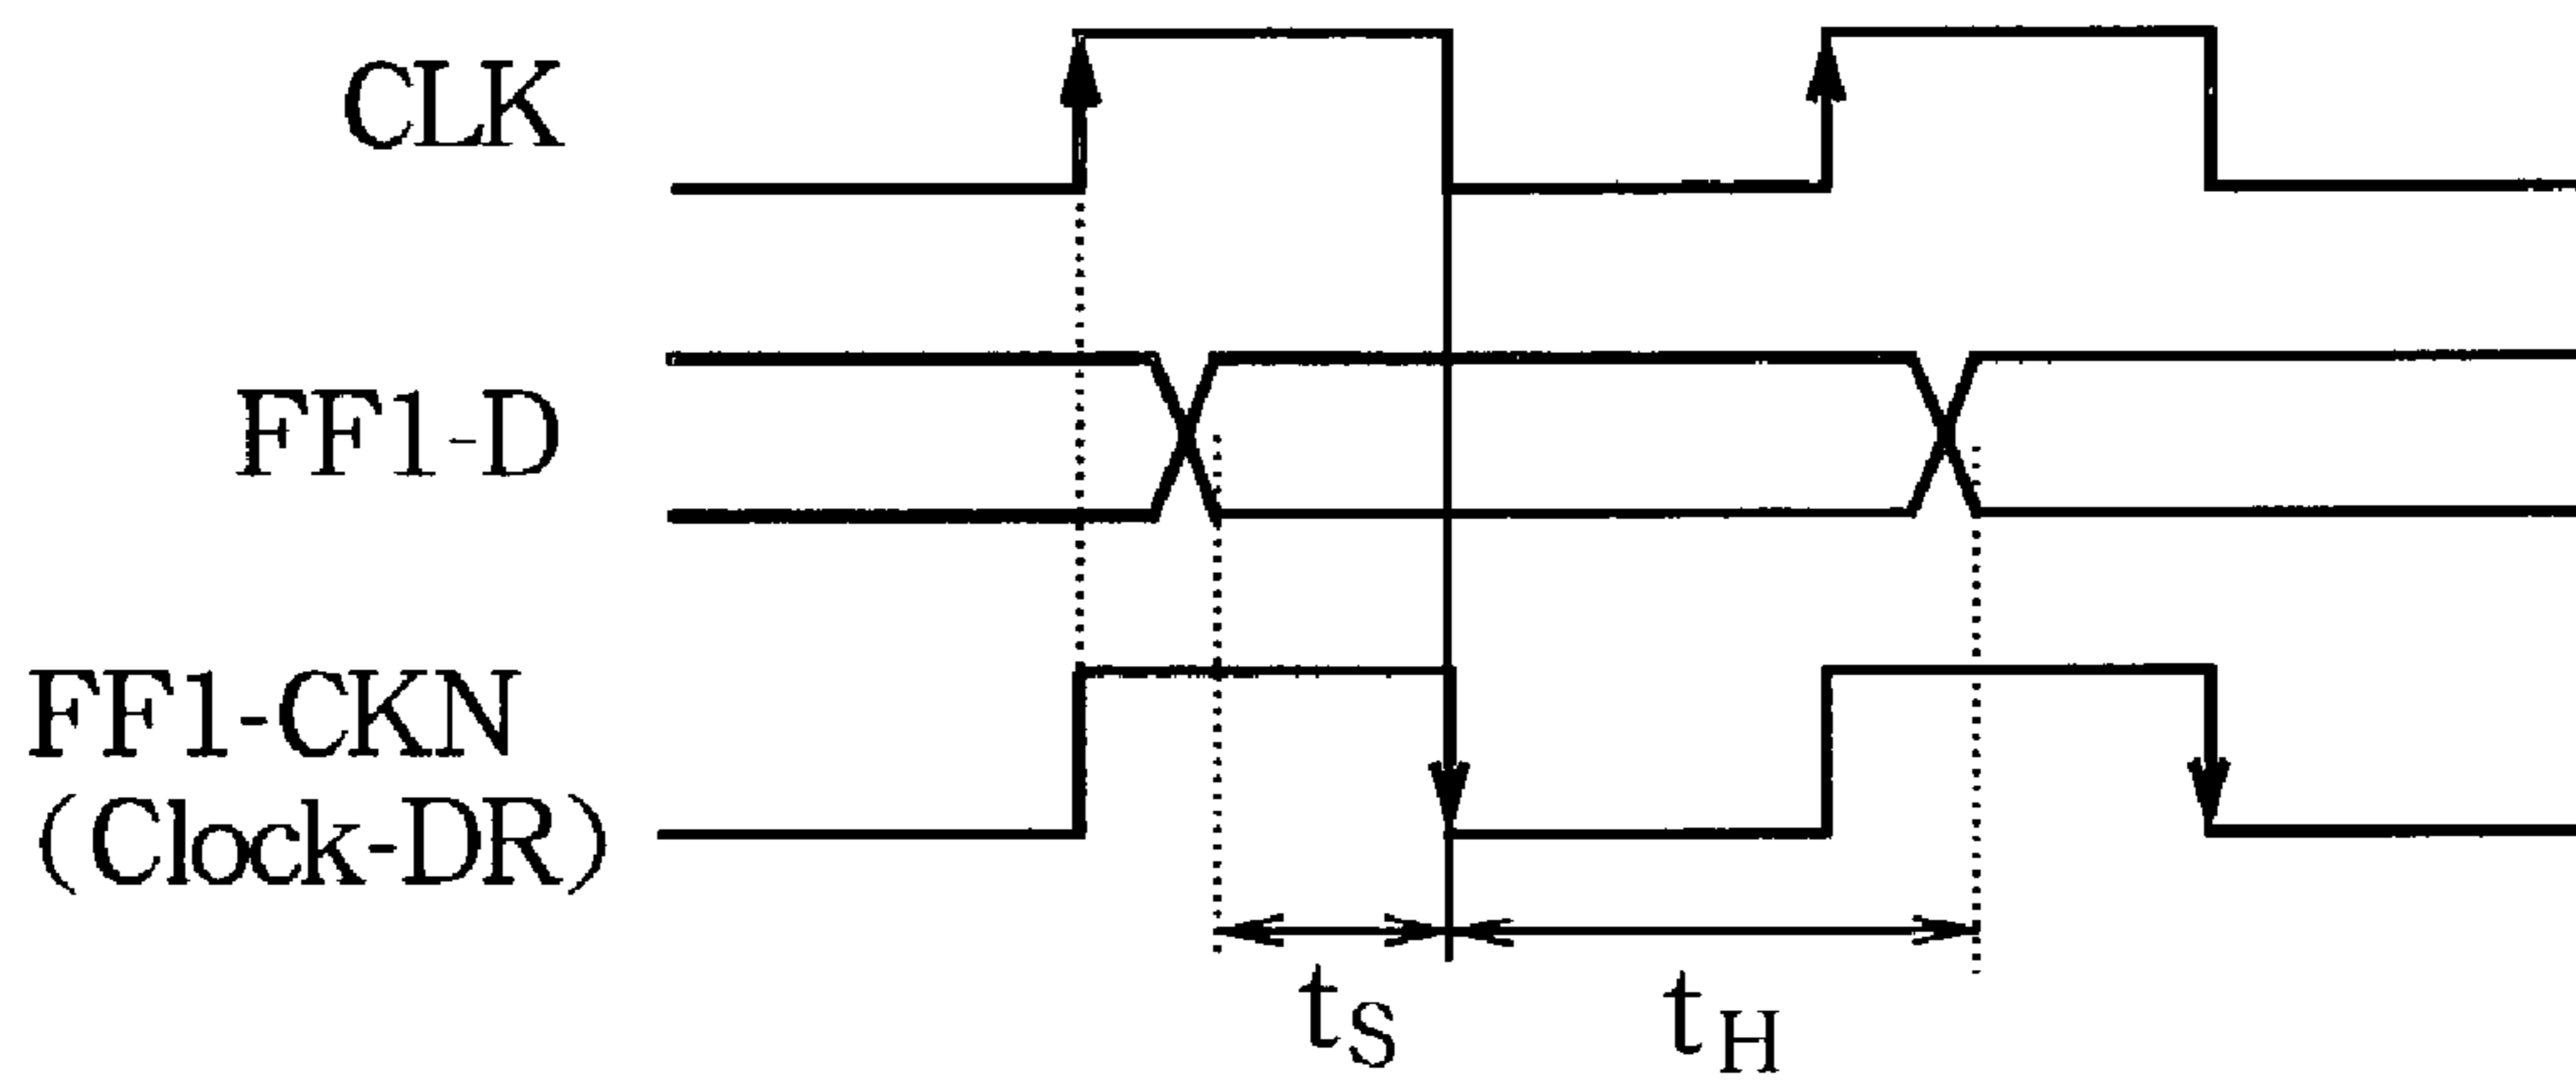 CLK
FF1-D
FF1-CKN
(Clock-DR)
tS
tH